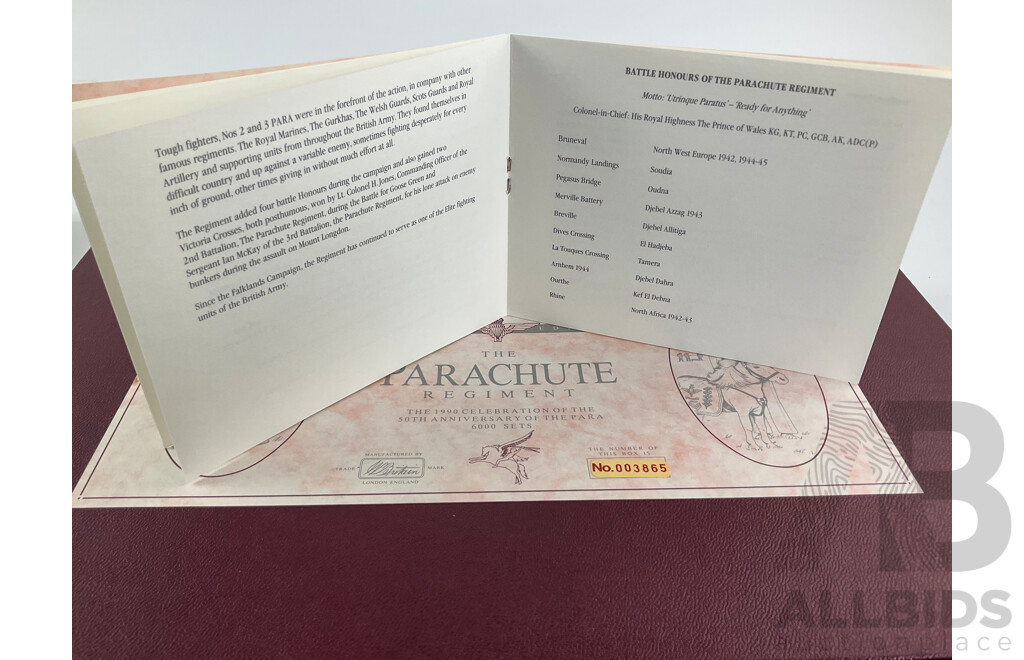 Tough fighters, Nos 2 and 3 PARA were in the forefront of the action, in company with other
famous regiments. The Royal Marines, The Gurkhas, The Welsh Guards, Scots Guards and Royal
Artillery and supporting units from throughout the British Army. They found themselves in
difficult country and up against a variable enemy, sometimes fighting desperately for every
inch of ground, other times giving in without much effort at all.
The Regiment added four battle Honours during the campaign and also gained two
Victoria Crosses, both posthumous, won by Lt. Colonel H. Jones, Commanding Officer of the
2nd Battalion, The Parachute Regiment, during the Battle for Goose Green and
Sergeant Ian McKay of the 3rd Battalion, the Parachute Regiment, for his lone attack on enemy
bunkers during the assault on Mount Longdon.
Since the Falklands Campaign, the Regiment has continued to serve as one of the Elite fighting
units of the British Army.
BATTLE HONOURS OF THE PARACHUTE REGIMENT
Motto: 'Utrinque Paratus' – 'Ready for Anything'
Colonel-in-Chief: His Royal Highness The Prince of Wales KG, KT, PC, GCB, AK, ADC(P)
Bruneval
Normandy Landings
Pegasus Bridge
Merville Battery
Breville
Dives Crossing
La Touques Crossing
Arnhem 1944
Ourthe
Rhine
North West Europe 1942, 1944-45
Soudia
Oudna
Djebel Azzag 1943
Djebel Alliliga
El Hadjeba
Tamera
Djebel Dahra
Kef El Debna
North Africa 1942-43
THE
PARACHUTE
REGIMENT
THE 1990 CELEBRATION OF THE
50TH ANNIVERSARY OF THE PARA
6000 SETS
MANUFACTURED BY
TRADE WBritain MARK
LONDON ENGLAND
THE NUMBER OF
THIS BOX IS
No.003865
AB
ALLBIDS
auctionplace